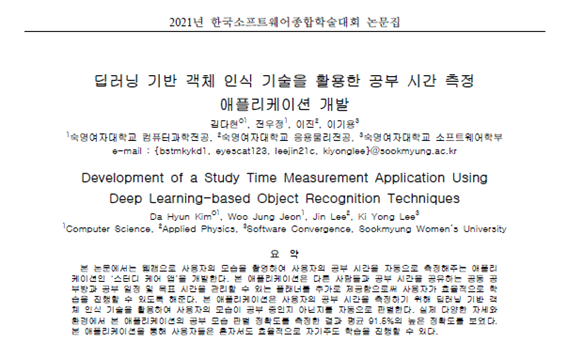 2021년 한국소프트웨어종합학술대회 논문집
딥러닝 기반 객체 인식 기술을 활용한 공부 시간 측정
애플리케이션 개발
김다현O1, 전우정1, 이진2, 이기용3
1숙명여자대학교 컴퓨터과학전공, 2숙명여자대학교 응용물리전공, 3숙명여자대학교 소프트웨어학부
e-mail : {bstmkykd1, eyescat123, leejin21c, kiyonglee}@sookmyung.ac.kr
Development of a Study Time Measurement Application Using
Deep Learning-based Object Recognition Techniques
Da Hyun KimO1, Woo Jung Jeon1, Jin Lee2, Ki Yong Lee3
1Computer Science, 2Applied Physics, 3Software Convergence, Sookmyung Women's University
요 약
본 논문에서는 웹캠으로 사용자의 모습을 촬영하여 사용자의 공부 시간을 자동으로 측정해주는 애플리
케이션인 '스터디 케어 앱'을 개발한다. 본 애플리케이션은 다른 사람들과 공부 시간을 공유하는 공동 공
부방과 공부 일정 및 목표 시간을 관리할 수 있는 플래너를 추가로 제공함으로써 사용자가 효율적으로 학
습을 진행할 수 있도록 해준다. 본 애플리케이션은 사용자의 공부 시간을 측정하기 위해 딥러닝 기반 객
체 인식 기술을 활용하여 사용자의 모습이 공부 중인지 아닌지를 자동으로 판별한다. 실제 다양한 자세와
환경에서 본 애플리케이션의 공부 모습 판별 정확도를 측정한 결과 평균 91.5%의 높은 정확도를 보였다.
본 애플리케이션을 통해 사용자들은 혼자서도 효율적으로 자기주도 학습을 진행할 수 있다.